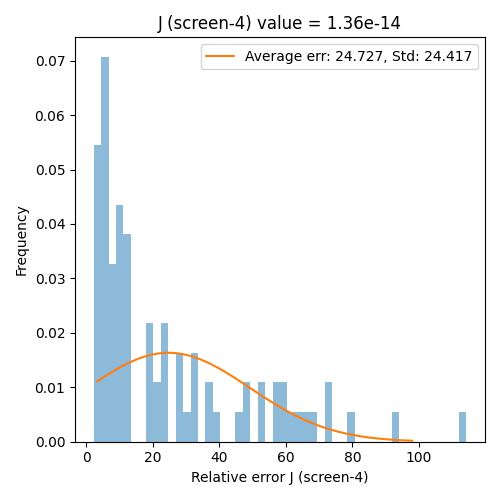 J (screen-4) value = 1.36e-14
Average err: 24.727, Std: 24.417
0.07
0.06
0.05
0.04
0.03
0.02
0.01
0.00
Frequency
0 20 40 60 80 100
Relative error J (screen-4)